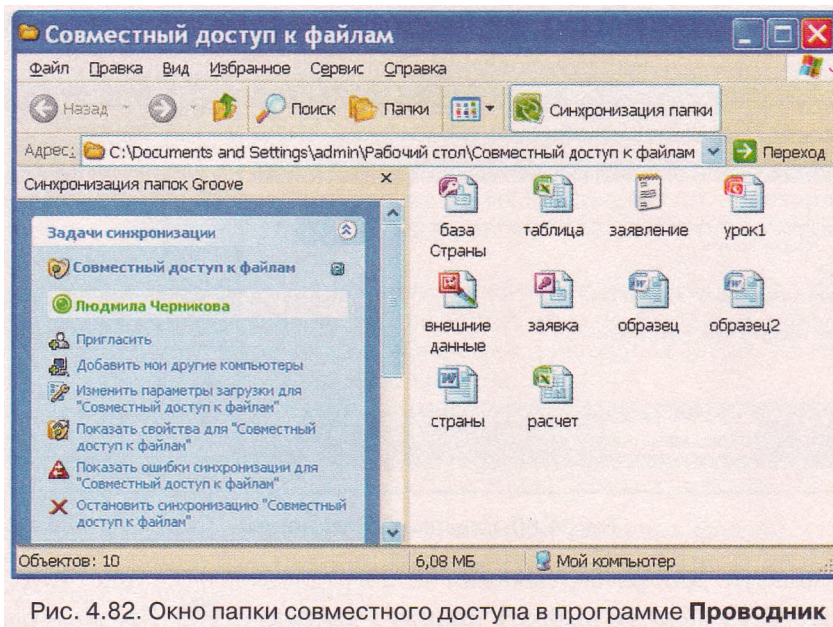 Совместный доступ к файлам
Файл Правка Вид Избранное Сервис Справка
Назад Поиск Папки Синхронизация папки
Адрес: C:\Documents and Settings\admin\Рабочий стол\Совместный доступ к файлам Переход
Синхронизация папок Groove
Задачи синхронизации
Совместный доступ к файлам
Людмила Черникова
Пригласить
Добавить мои другие компьютеры
Изменить параметры загрузки для
"Совместный доступ к файлам"
Показать свойства для "Совместный
доступ к файлам"
Показать ошибки синхронизации для
"Совместный доступ к файлам"
Остановить синхронизацию "Совместный
доступ к файлам"
база
Страны
таблица
заявление
урок1
внешние
данные
заявка
образец
образец2
страны
расчет
Объектов: 10 6,08 МБ Мой компьютер
Рис. 4.82. Окно папки совместного доступа в программе Проводник